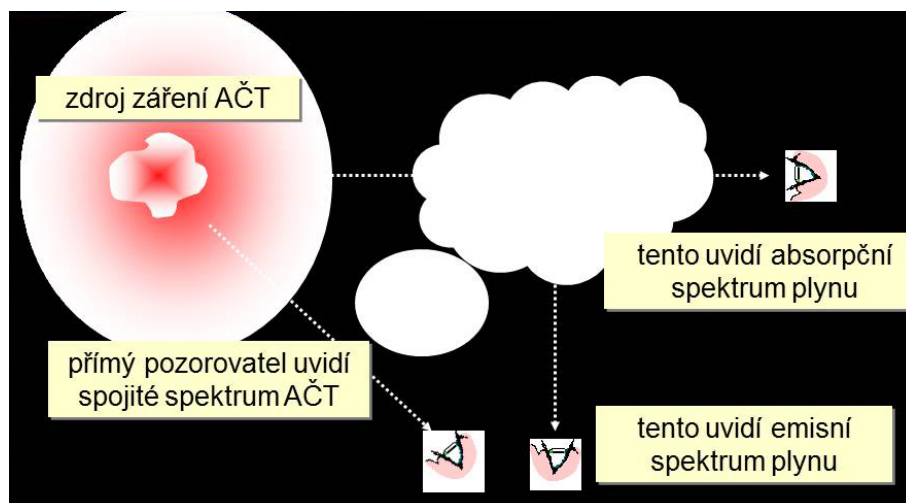 zdroj záření AČT
tento uvidí absorpční
spektrum plynu
přímý pozorovatel uvidí
spojité spektrum AČT
tento uvidí emisní
spektrum plynu